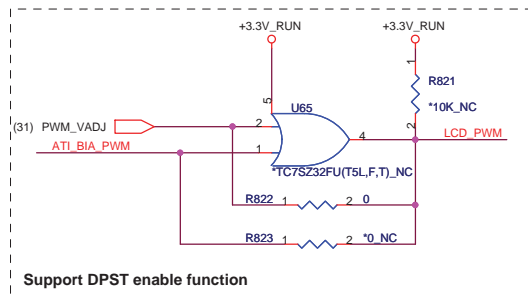 +3.3V_RUN +3.3V_RUN
1
R821
5
U65 *10K_NC
(31) PWM_VADJ 2
4 2 LCD_PWM
ATI_BIA_PWM 1
*TC7SZ32FU(T5L,F,T)_NC
R822 1 2 0
R823 1 2 *0_NC
Support DPST enable function